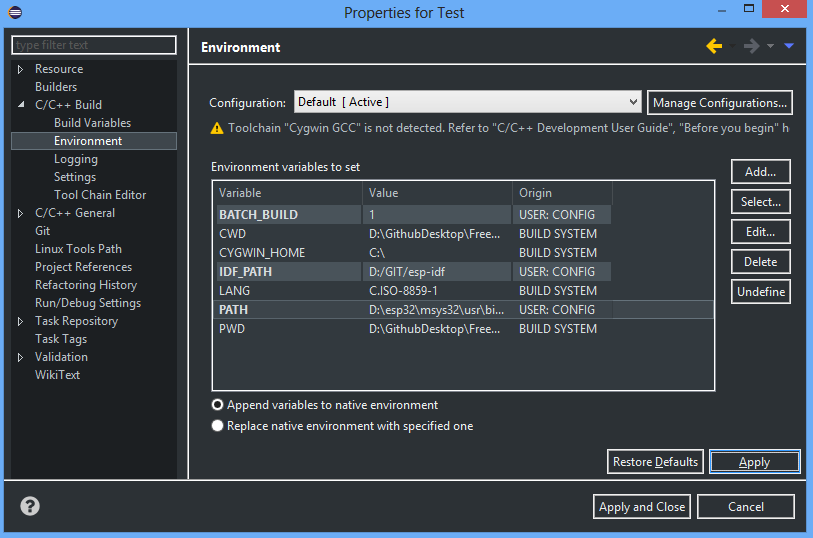 Properties for Test
type filter text
Resource
Builders
C/C++ Build
Build Variables
Environment
Logging
Settings
Tool Chain Editor
C/C++ General
Git
Linux Tools Path
Project References
Refactoring History
Run/Debug Settings
Task Repository
Task Tags
Validation
WikiText
Environment
Configuration: Default [ Active ] Manage Configurations...
Toolchain "Cygwin GCC" is not detected. Refer to "C/C++ Development User Guide", "Before you begin" h
Environment variables to set
Variable Value Origin
BATCH_BUILD 1 USER: CONFIG
CWD D:\GithubDesktop\Free... BUILD SYSTEM
CYGWIN_HOME C:\ BUILD SYSTEM
IDF_PATH D:/GIT/esp-idf USER: CONFIG
LANG C.ISO-8859-1 BUILD SYSTEM
PATH D:\esp32\msys32\usr\bi... USER: CONFIG
PWD D:\GithubDesktop\Free... BUILD SYSTEM
Add...
Select...
Edit...
Delete
Undefine
Append variables to native environment
Replace native environment with specified one
Restore Defaults Apply
? Apply and Close Cancel